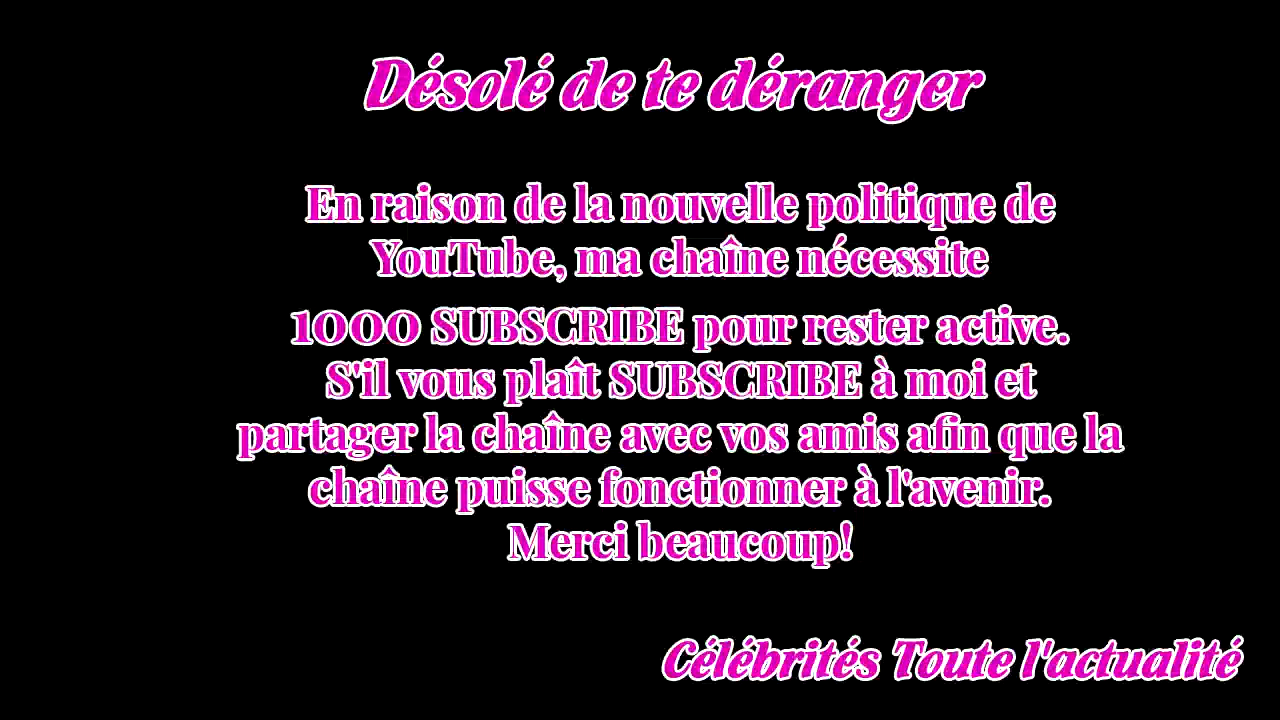 Désolé de te déranger
En raison de la nouvelle politique de
YouTube, ma chaîne nécessite
1000 SUBSCRIBE pour rester active.
S'il vous plaît SUBSCRIBE à moi et
partager la chaîne avec vos amis afin que la
chaîne puisse fonctionner à l'avenir.
Merci beaucoup!
Célébrités Toute l'actualité